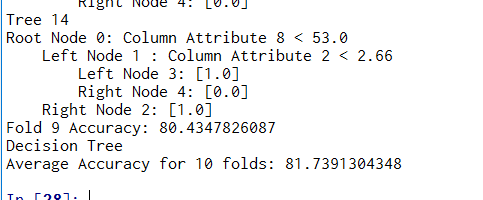 Right Node 4: [0.0]
Tree 14
Root Node 0: Column Attribute 8 < 53.0
Left Node 1 : Column Attribute 2 < 2.66
Left Node 3: [1.0]
Right Node 4: [0.0]
Right Node 2: [1.0]
Fold 9 Accuracy: 80.4347826087
Decision Tree
Average Accuracy for 10 folds: 81.7391304348
In [28]: